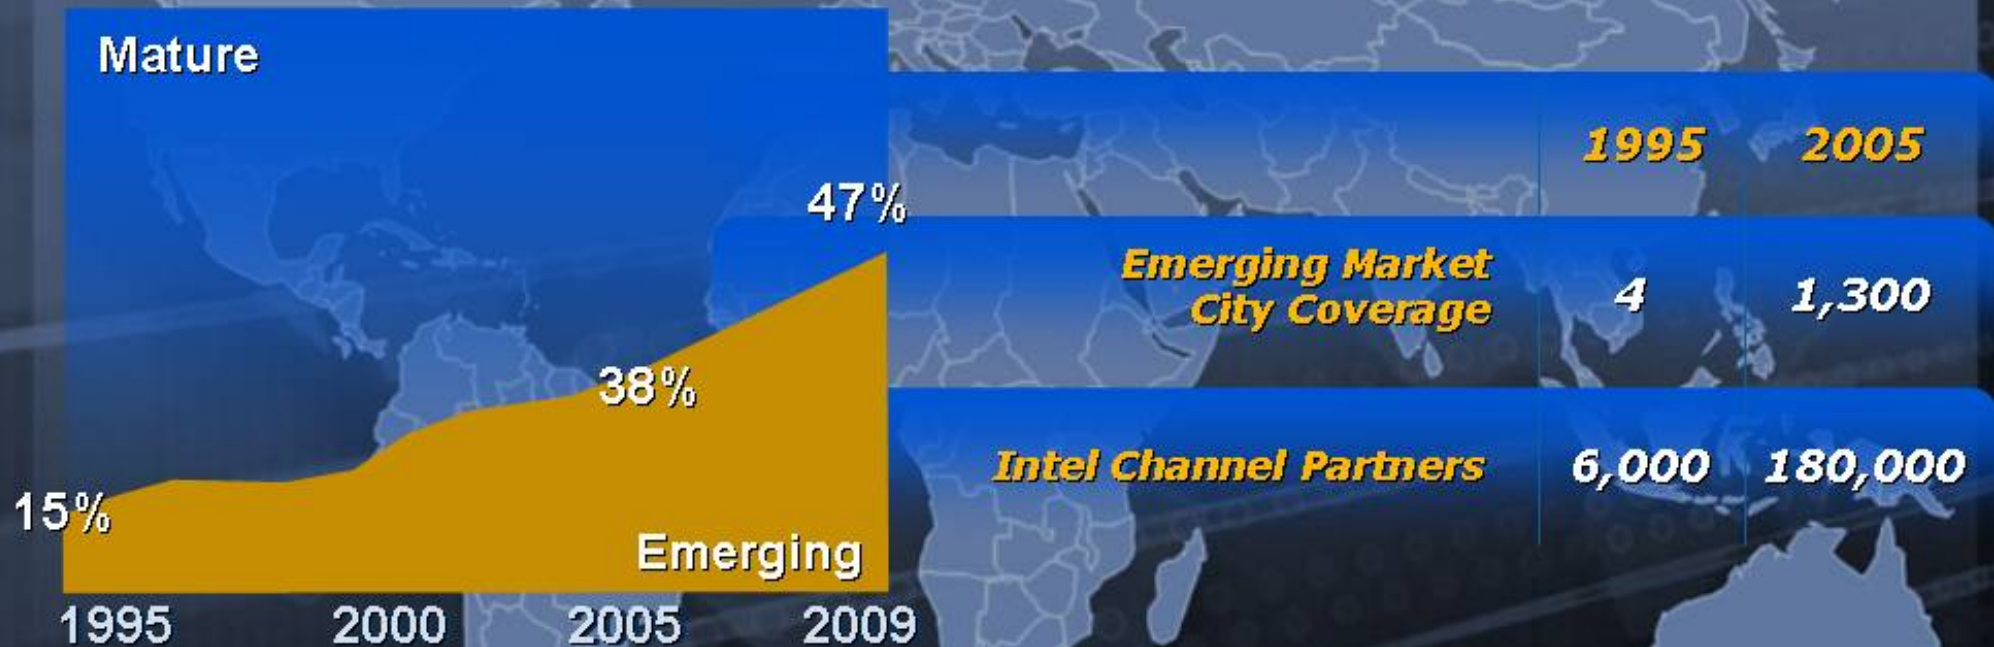 Mature
47%
38%
15%
Emerging
1995 2000 2005 2009
1995 2005
Emerging Market
City Coverage 4 1,300
Intel Channel Partners 6,000 180,000